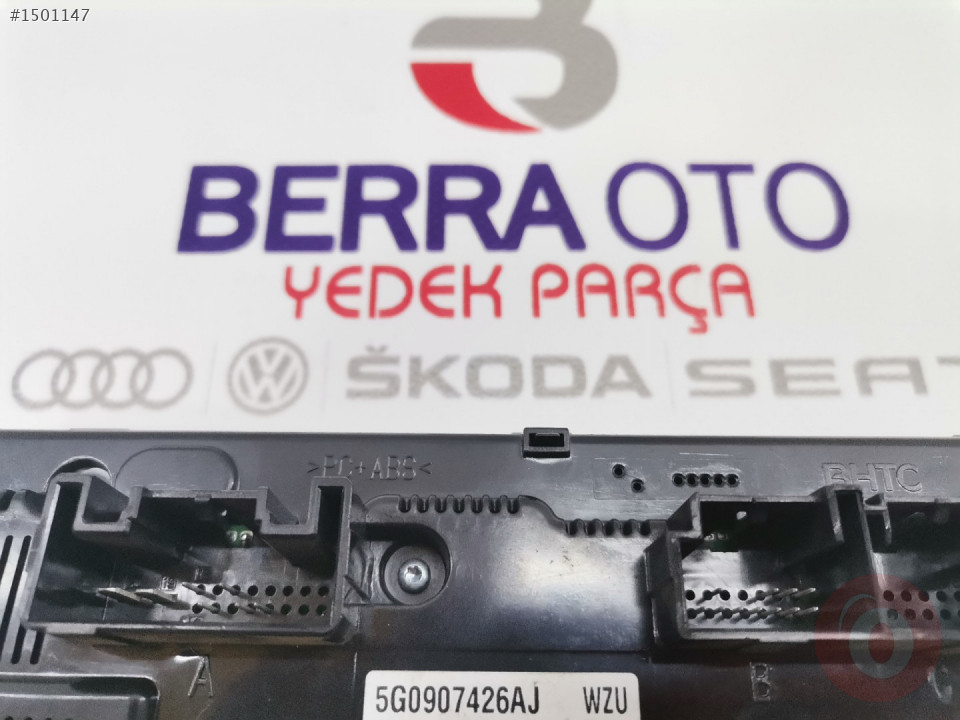 #1501147
BERRA OTO
YEDEK PARÇA
ŠKODA SEAT
>PC+ABS<
BHTC
A
B
5G0907426AJ WZU